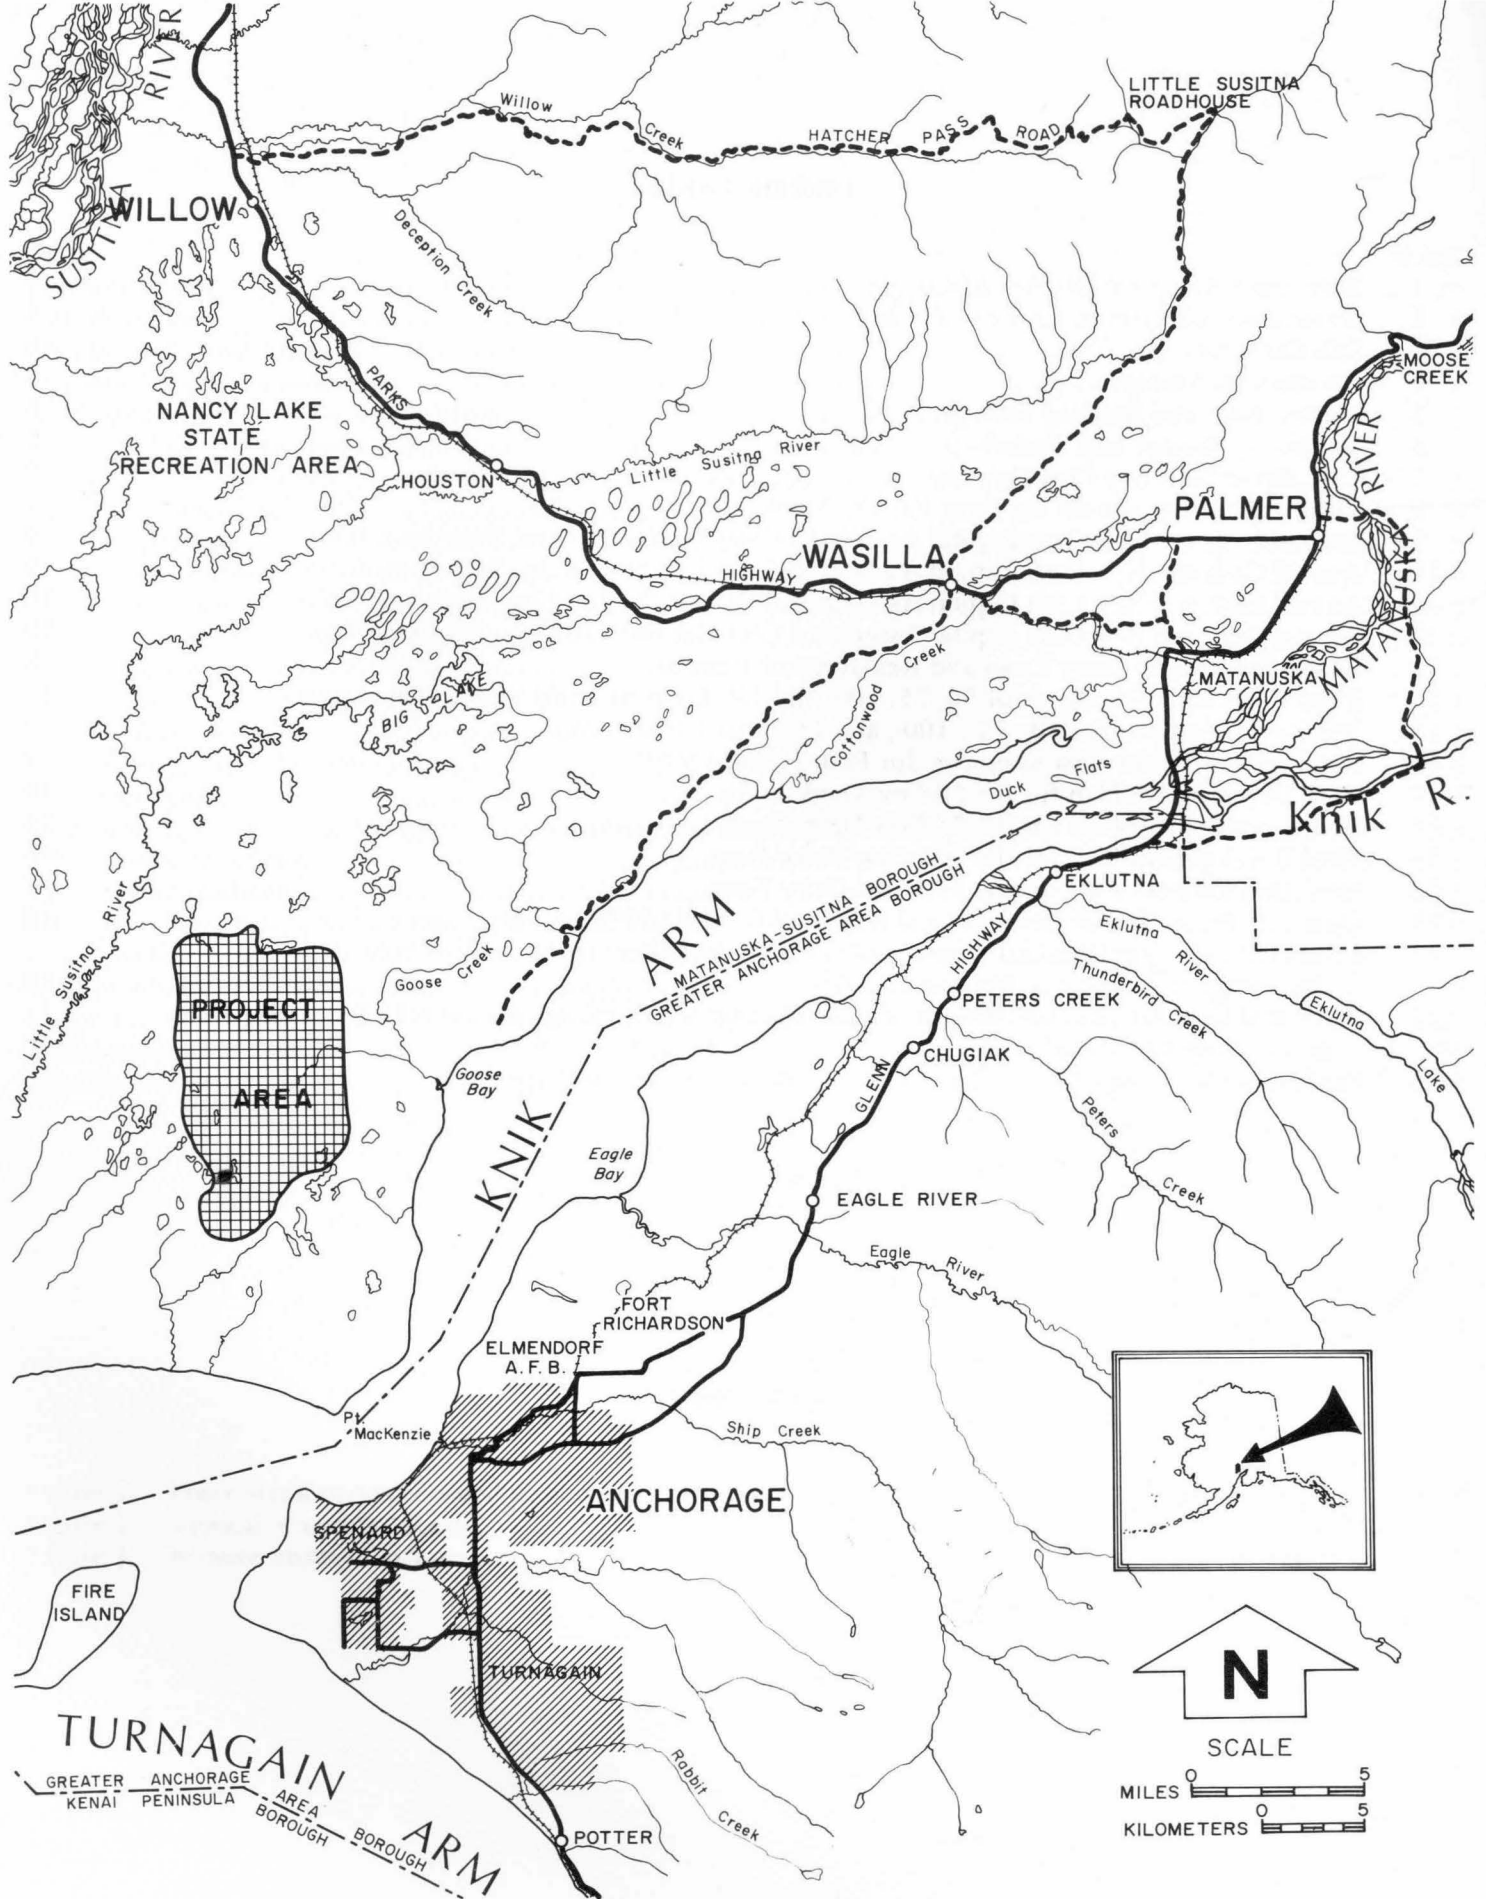 RIVER
SUSITNA
WILLOW
Willow
Creek
HATCHER PASS ROAD
LITTLE SUSITNA
ROADHOUSE
Deception Creek
MOOSE
CREEK
PARKS
NANCY LAKE
STATE
RECREATION AREA
HOUSTON
Little Susitna River
PALMER
RIVER
MATANUSKA
WASILLA
HIGHWAY
MATANUSKA
BIG LAKE
Cottonwood Creek
Duck Flats
Knik R.
EKLUTNA
Little Susitna River
PROJECT
AREA
Goose Creek
Goose
Bay
KNIK ARM
MATANUSKA-SUSITNA BOROUGH
GREATER ANCHORAGE AREA BOROUGH
GLENN HIGHWAY
Eklutna River
Thunderbird Creek
Eklutna Lake
PETERS CREEK
CHUGIAK
Peters Creek
Eagle
Bay
EAGLE RIVER
Eagle River
FORT
RICHARDSON
ELMENDORF
A.F.B.
Pt.
MacKenzie
Ship Creek
ANCHORAGE
SPENARD
FIRE
ISLAND
TURNAGAIN
N
SCALE
MILES 0 5
KILOMETERS 0 5
TURNAGAIN ARM
GREATER ANCHORAGE AREA BOROUGH
KENAI PENINSULA BOROUGH
Rabbit Creek
POTTER